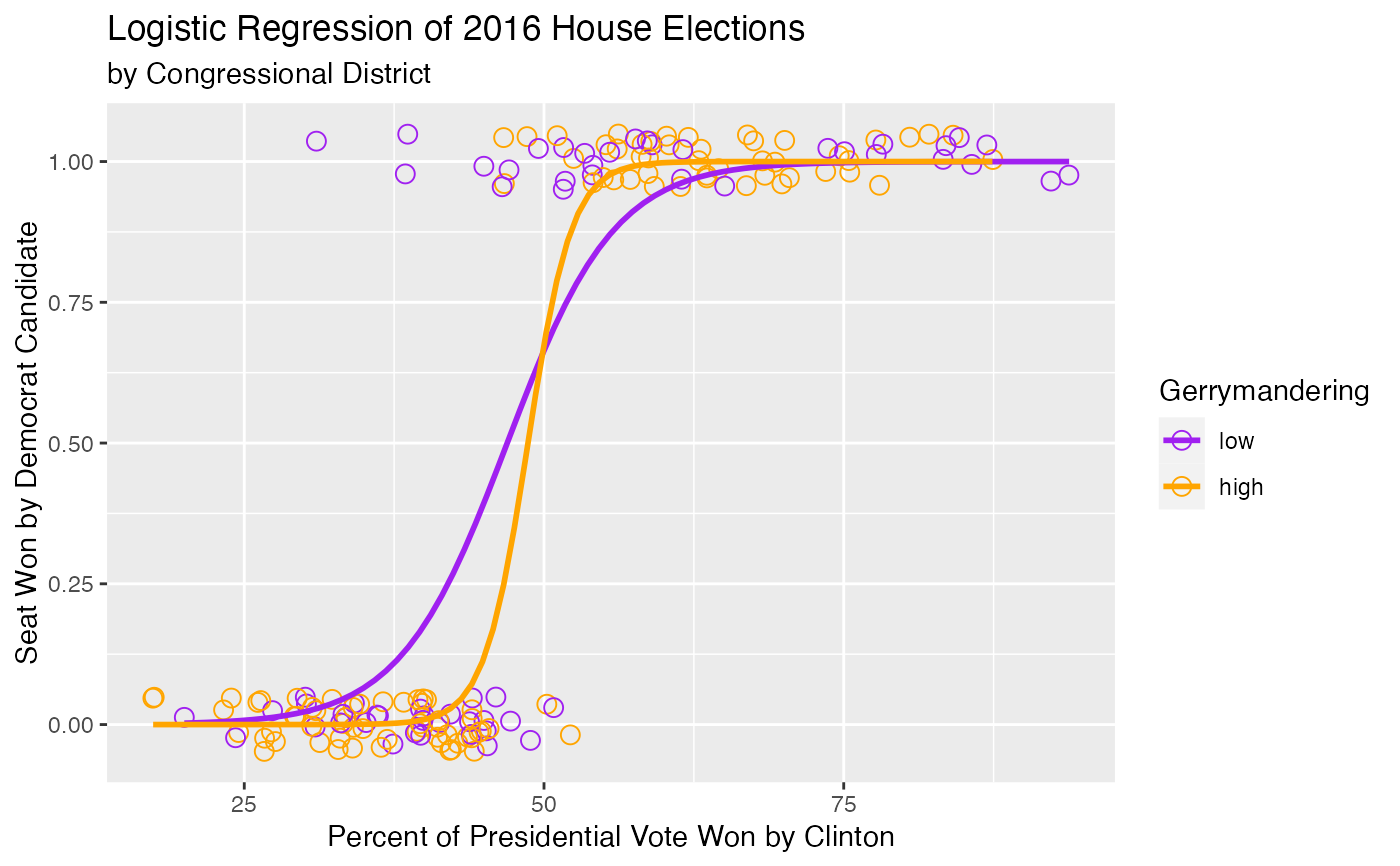 Logistic Regression of 2016 House Elections
by Congressional District
Seat Won by Democrat Candidate
1.00
0.75
0.50
0.25
0.00
25 50 75
Percent of Presidential Vote Won by Clinton
Gerrymandering
low
high